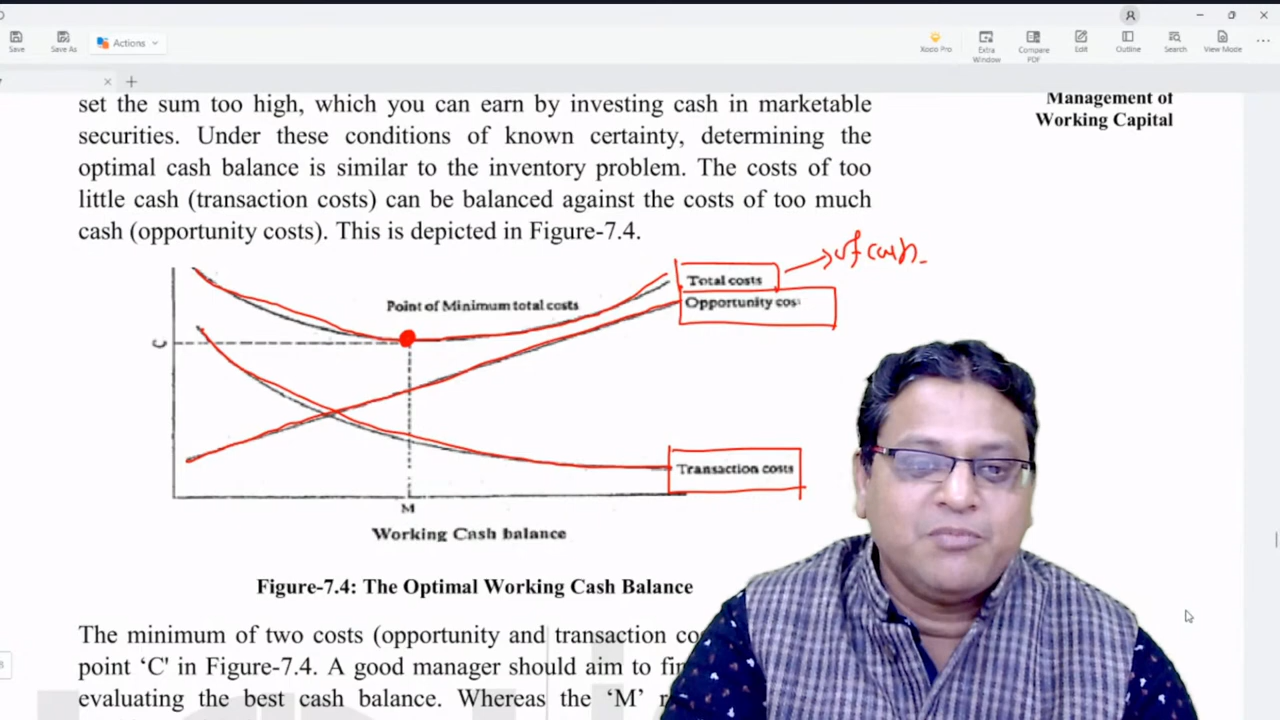 Save
Save As
Actions
Xodo Pro
Extra
Window
Compare
PDF
Edit
Outline
Search
View Mode
set the sum too high, which you can earn by investing cash in marketable
securities. Under these conditions of known certainty, determining the
optimal cash balance is similar to the inventory problem. The costs of too
little cash (transaction costs) can be balanced against the costs of too much
cash (opportunity costs). This is depicted in Figure-7.4.
Management of
Working Capital
of cash
Total costs
Point of Minimum total costs
Opportunity cos
C
Transaction costs
M
Working Cash balance
Figure-7.4: The Optimal Working Cash Balance
The minimum of two costs (opportunity and transaction co
point ‘C' in Figure-7.4. A good manager should aim to fi
evaluating the best cash balance. Whereas the ‘M’